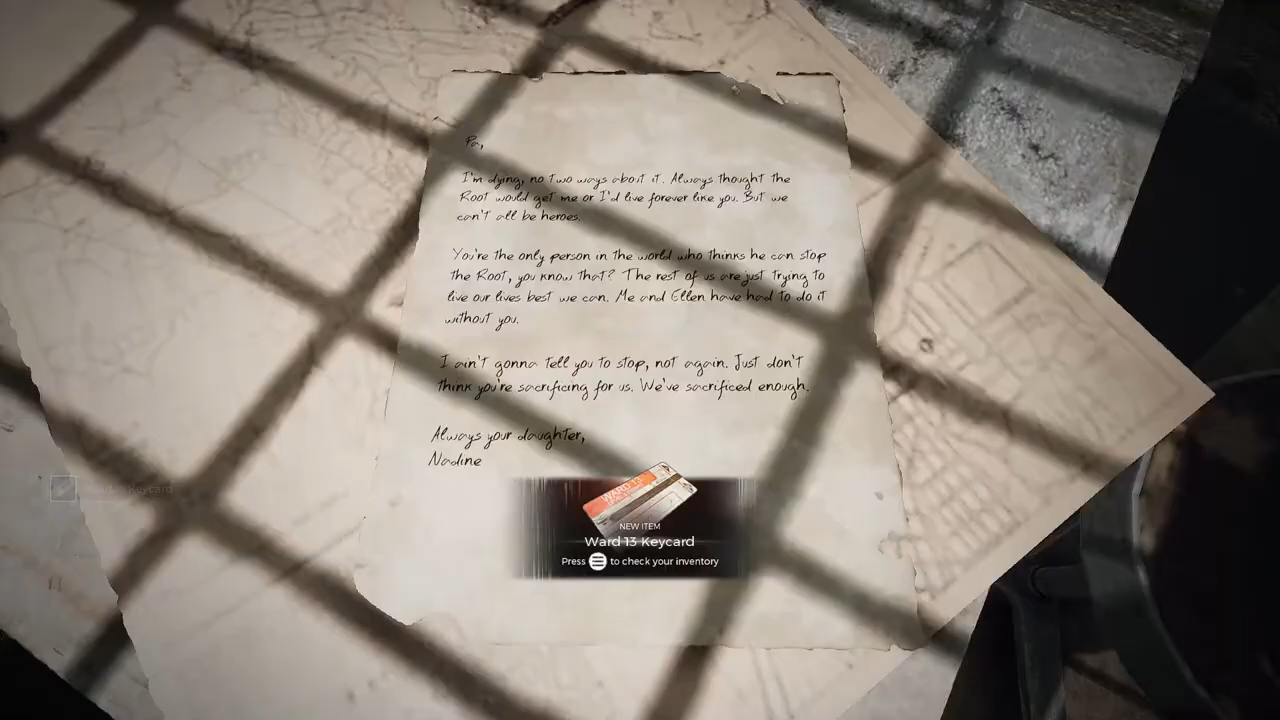 Pa,
I'm dying, no two ways about it. Always thought the
Root would get me or I'd live forever like you. But we
can't all be heroes.
You're the only person in the world who thinks he can stop
the Root, you know that? The rest of us are just trying to
live our lives best we can. Me and Ellen have had to do it
without you.
I ain't gonna tell you to stop, not again. Just don't
think you're sacrificing for us. We've sacrificed enough.
Always your daughter,
Nadine
Ward 13 Keycard
WARD 13
NEW ITEM
Ward 13 Keycard
Press to check your inventory